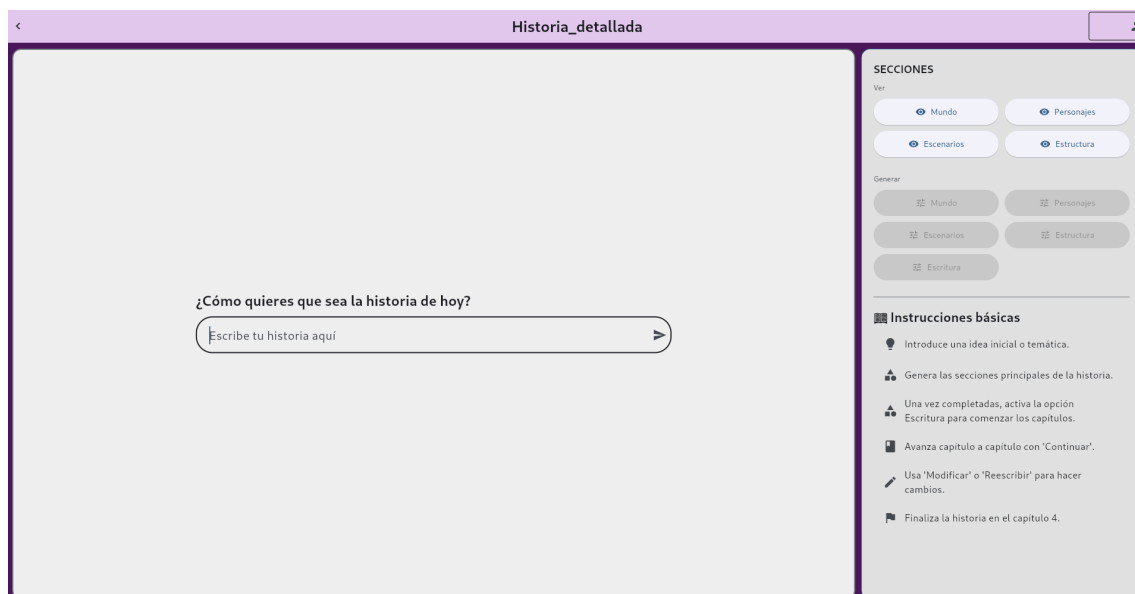 Historia_detallada
¿Cómo quieres que sea la historia de hoy?
Escribe tu historia aquí
SECCIONES
Ver
Mundo
Personajes
Escenarios
Estructura
Generar
Mundo
Personajes
Escenarios
Estructura
Escritura
Instrucciones básicas
Introduce una idea inicial o temática.
Genera las secciones principales de la historia.
Una vez completadas, activa la opción
Escritura para comenzar los capítulos.
Avanza capítulo a capítulo con 'Continuar'.
Usa 'Modificar' o 'Reescribir' para hacer
cambios.
Finaliza la historia en el capítulo 4.